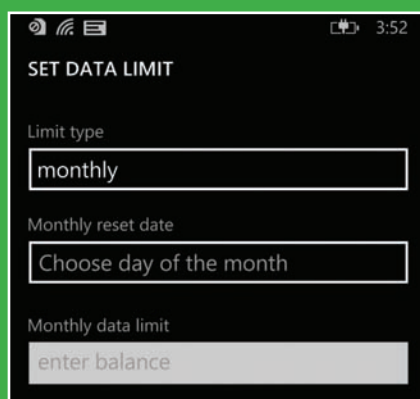 3:52
SET DATA LIMIT
Limit type
monthly
Monthly reset date
Choose day of the month
Monthly data limit
enter balance